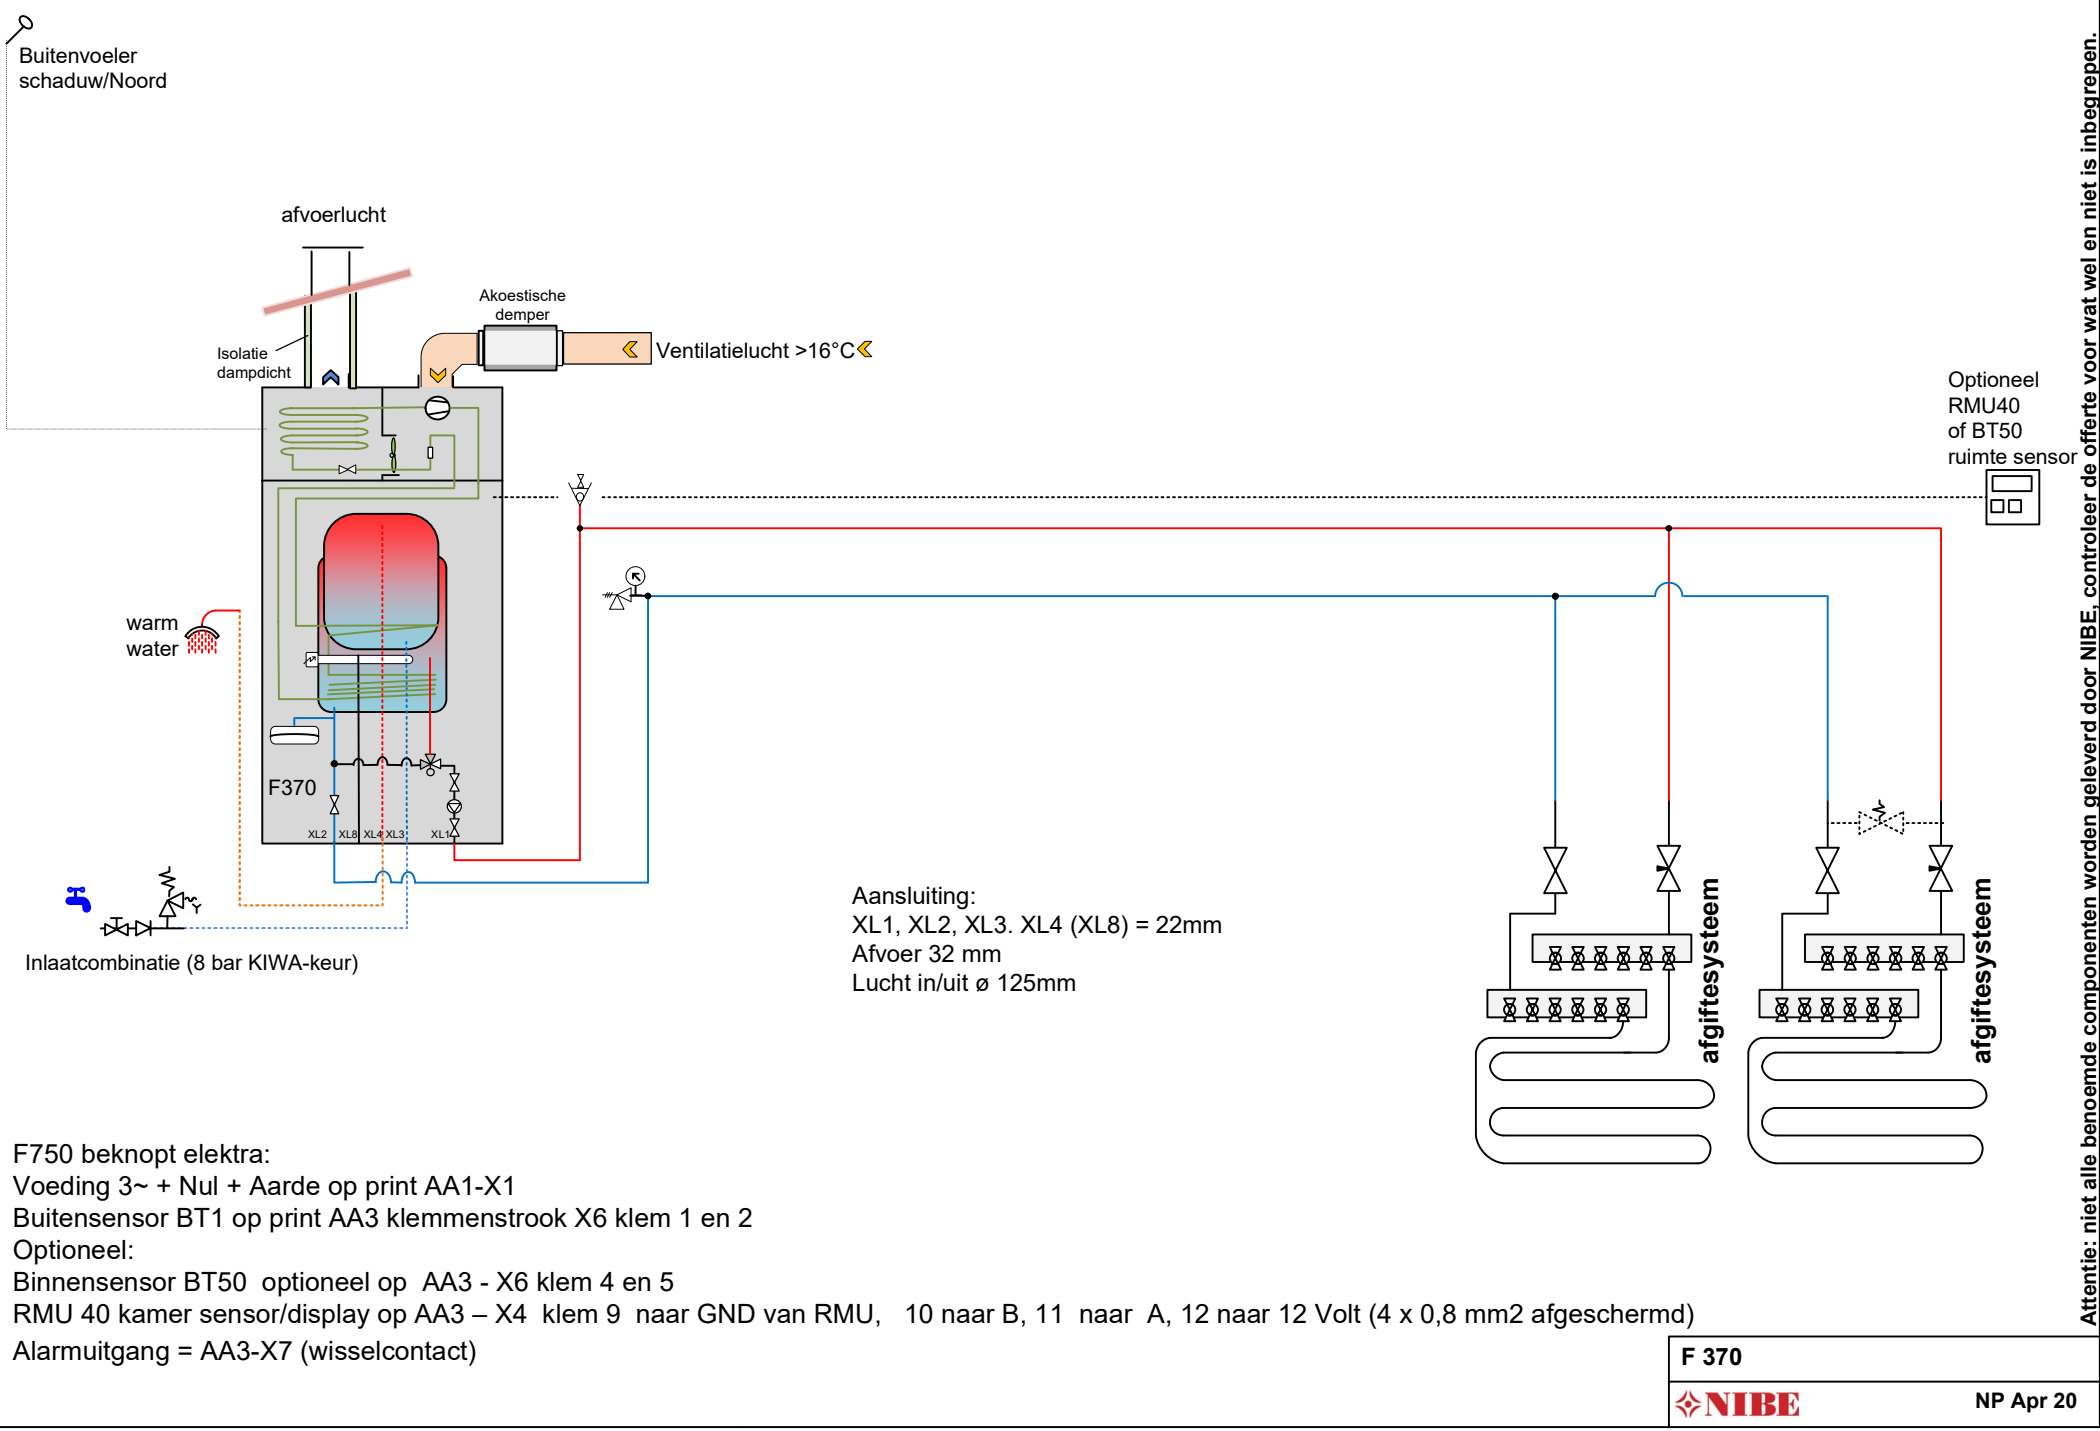 Buitenvoeler
schaduw/Noord
afvoerlucht
Akoestische
demper
Isolatie
dampdicht
Ventilatielucht >16°C
Optioneel
RMU40
of BT50
ruimte sensor
warm
water
F370
XL2 XL8 XL4 XL3 XL1
Inlaatcombinatie (8 bar KIWA-keur)
Aansluiting:
XL1, XL2, XL3. XL4 (XL8) = 22mm
Afvoer 32 mm
Lucht in/uit ø 125mm
afgiftesysteem
afgiftesysteem
F750 beknopt elektra:
Voeding 3~ + Nul + Aarde op print AA1-X1
Buitensensor BT1 op print AA3 klemmenstrook X6 klem 1 en 2
Optioneel:
Binnensensor BT50 optioneel op AA3 - X6 klem 4 en 5
RMU 40 kamer sensor/display op AA3 – X4 klem 9 naar GND van RMU, 10 naar B, 11 naar A, 12 naar 12 Volt (4 x 0,8 mm2 afgeschermd)
Alarmuitgang = AA3-X7 (wisselcontact)
Attentie: niet alle benoemde componenten worden geleverd door NIBE, controleer de offerte voor wat wel en niet is inbegrepen.
F 370
NIBE
NP Apr 20